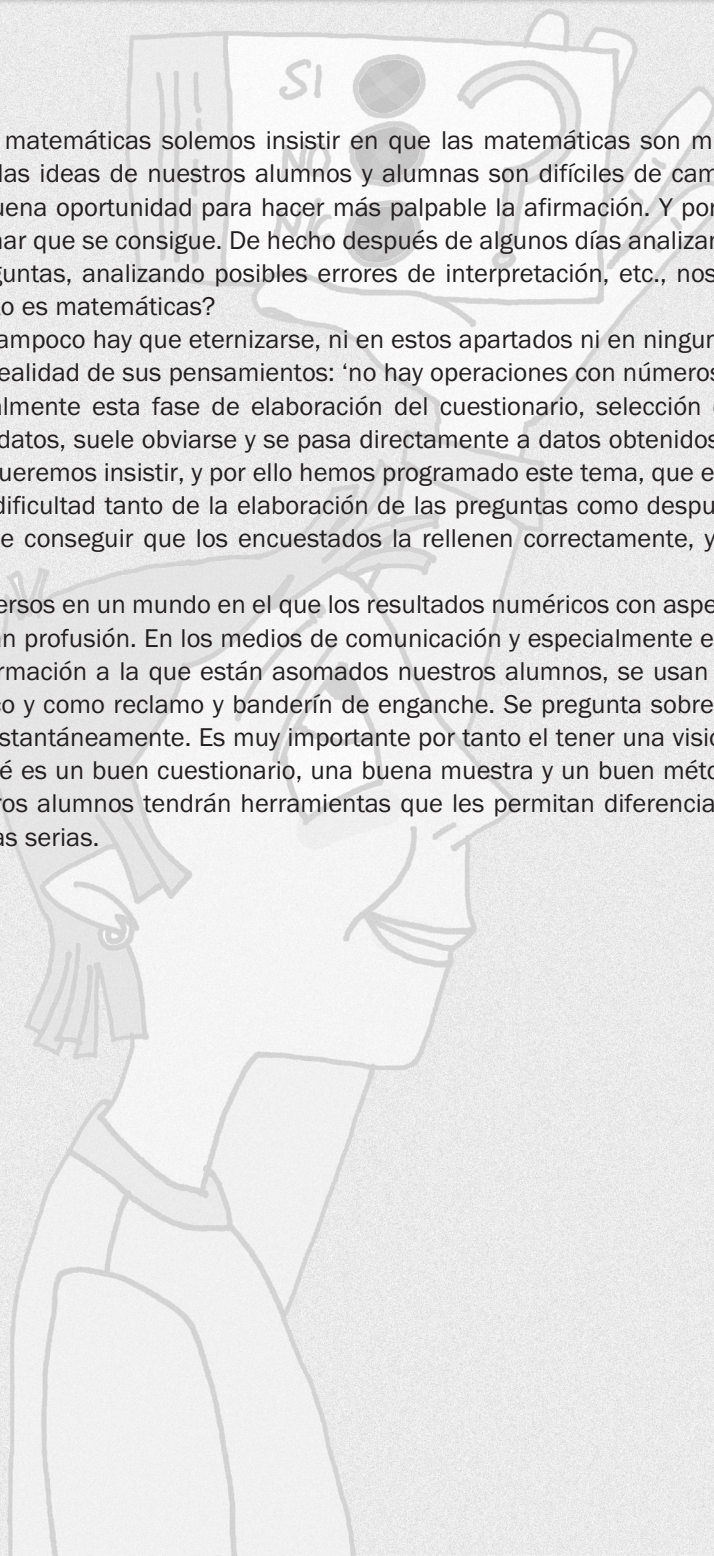 SI
NO
NC
matemáticas solemos insistir en que las matemáticas son m
las ideas de nuestros alumnos y alumnas son difíciles de cam
uena oportunidad para hacer más palpable la afirmación. Y por
nar que se consigue. De hecho después de algunos días analizan
guntas, analizando posibles errores de interpretación, etc., nos
o es matemáticas?
ampoco hay que eternizarse, ni en estos apartados ni en ningun
ealidad de sus pensamientos: ‘no hay operaciones con números
almente esta fase de elaboración del cuestionario, selección
datos, suele obviarse y se pasa directamente a datos obtenidos
ueremos insistir, y por ello hemos programado este tema, que e
dificultad tanto de la elaboración de las preguntas como despu
e conseguir que los encuestados la rellenen correctamente, y
ersos en un mundo en el que los resultados numéricos con aspe
an profusión. En los medios de comunicación y especialmente e
rmación a la que están asomados nuestros alumnos, se usan
co y como reclamo y banderín de enganche. Se pregunta sobre
stantáneamente. Es muy importante por tanto el tener una visió
é es un buen cuestionario, una buena muestra y un buen méto
ros alumnos tendrán herramientas que les permitan diferencia
as serias.